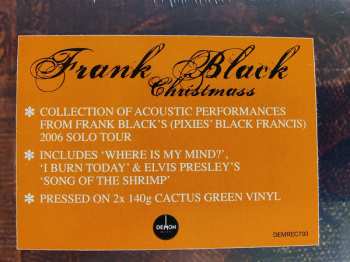 Frank Black
Christmass
✻ COLLECTION OF ACOUSTIC PERFORMANCES
FROM FRANK BLACK'S (PIXIES' BLACK FRANCIS)
2006 SOLO TOUR
✻ INCLUDES 'WHERE IS MY MIND?',
'I BURN TODAY' & ELVIS PRESLEY'S
'SONG OF THE SHRIMP'
✻ PRESSED ON 2x 140g CACTUS GREEN VINYL
DEMON